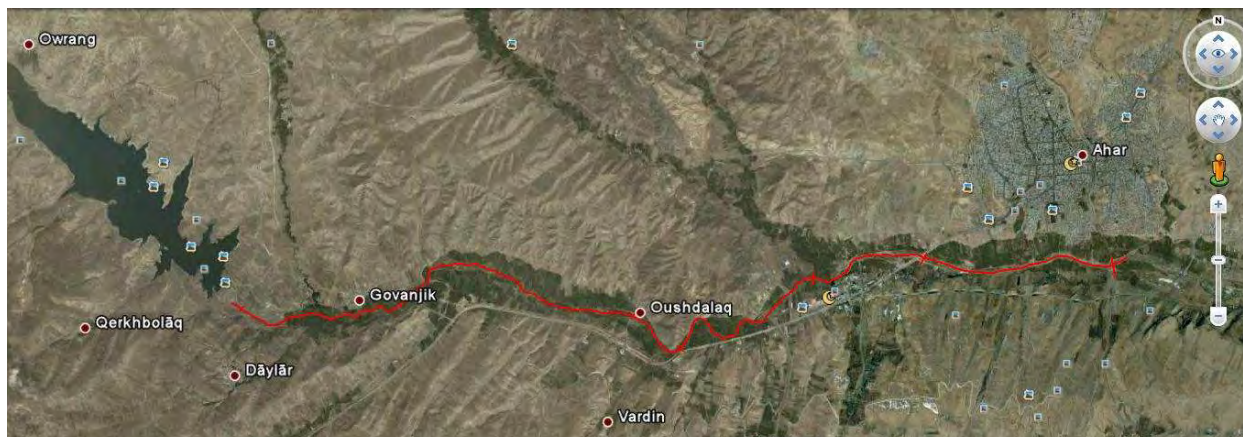 Owrang
N
Ahar
Govanjik
Oushdalaq
Qerkhbolāq
Dāylār
Vardin